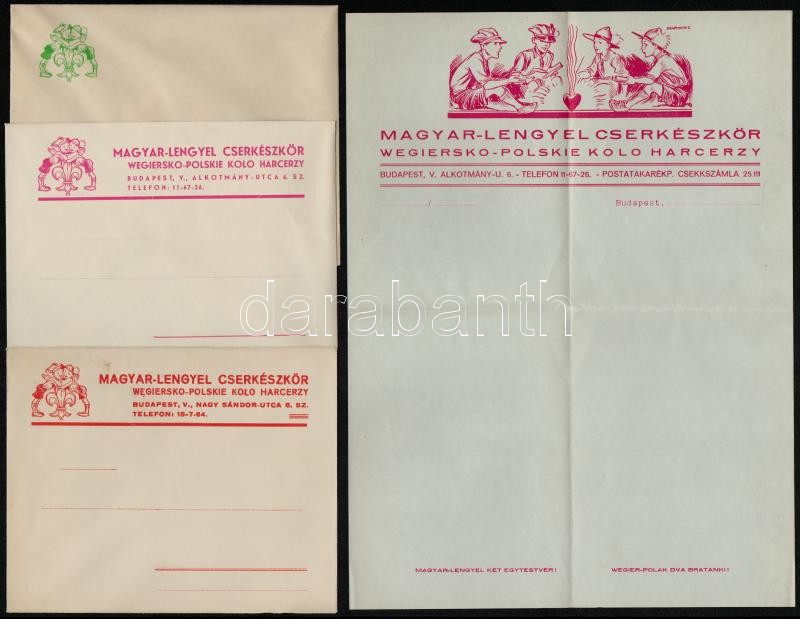 MAGYAR-LENGYEL CSERKÉSZKÖR
WEGIERSKO-POLSKIE KOLO HARCERZY
BUDAPEST, V., ALKOTMÁNY-UTCA 6. SZ.
TELEFON: 11-67-26.
MAGYAR-LENGYEL CSERKÉSZKÖR
WĘGIERSKO-POLSKIE KOŁO HARCERZY
BUDAPEST, V., NAGY SÁNDOR-UTCA 6. SZ.
TELEFON: 18-7-64.
MAGYAR-LENGYEL CSERKÉSZKÖR
WEGIERSKO-POLSKIE KOLO HARCERZY
BUDAPEST, V. ALKOTMÁNY-U. 6. - TELEFON 11-67-26. - POSTATAKARÉKP. CSEKKSZÁMLA 25.111
/
Budapest,
MAGYAR-LENGYEL KÉT EGYTESTVÉR!
WEGIER-POLAK DVA BRATANKI!
darabanth